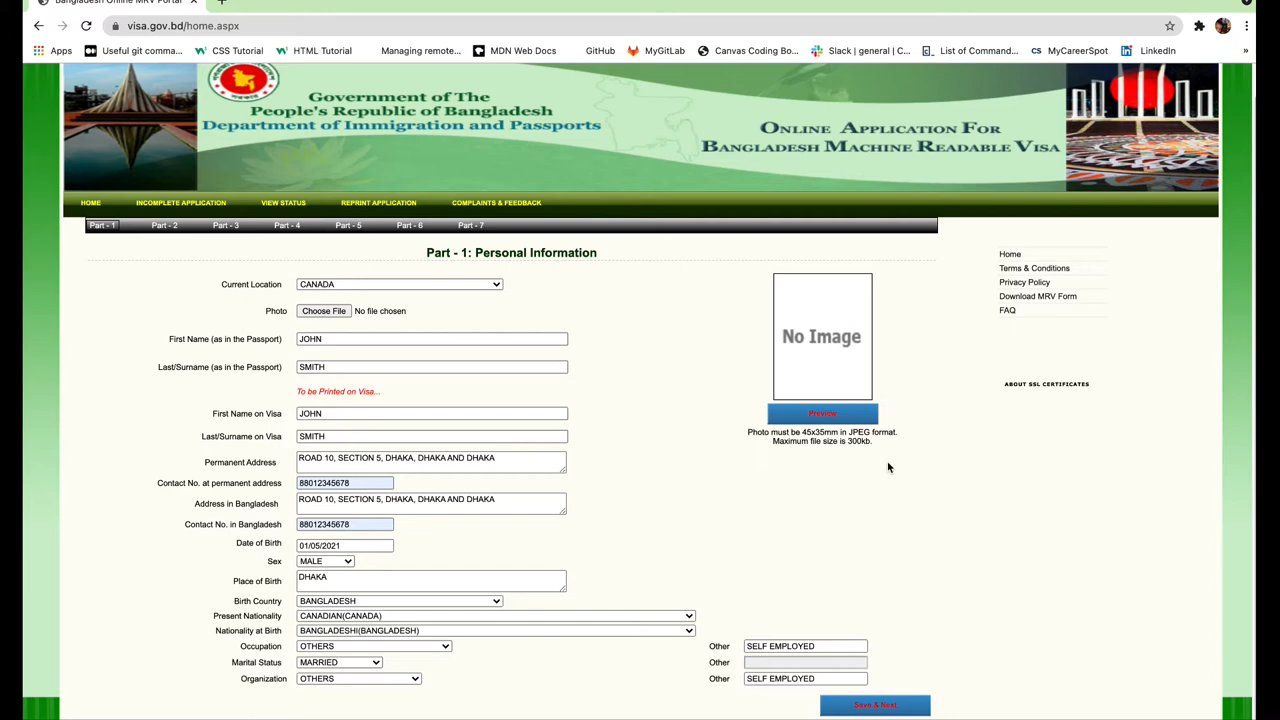 Bangladesh Online MRV Portal
visa.gov.bd/home.aspx
Apps Useful git comma... CSS Tutorial HTML Tutorial Managing remote... MDN Web Docs GitHub MyGitLab Canvas Coding Bo... Slack | general | C... List of Command... CS MyCareerSpot LinkedIn »
Government of The
People's Republic of Bangladesh
Department of Immigration and Passports
Online Application For
Bangladesh Machine Readable Visa
HOME INCOMPLETE APPLICATION VIEW STATUS REPRINT APPLICATION COMPLAINTS & FEEDBACK
Part - 1 Part - 2 Part - 3 Part - 4 Part - 5 Part - 6 Part - 7
Part - 1: Personal Information
Current Location CANADA
Photo Choose File No file chosen
First Name (as in the Passport) JOHN
Last/Surname (as in the Passport) SMITH
To be Printed on Visa...
First Name on Visa JOHN
Last/Surname on Visa SMITH
Permanent Address ROAD 10, SECTION 5, DHAKA, DHAKA AND DHAKA
Contact No. at permanent address 88012345678
Address in Bangladesh ROAD 10, SECTION 5, DHAKA, DHAKA AND DHAKA
Contact No. in Bangladesh 88012345678
Date of Birth 01/05/2021
Sex MALE
Place of Birth DHAKA
Birth Country BANGLADESH
Present Nationality CANADIAN(CANADA)
Nationality at Birth BANGLADESHI(BANGLADESH)
Occupation OTHERS Other SELF EMPLOYED
Marital Status MARRIED Other
Organization OTHERS Other SELF EMPLOYED
Save & Next
No Image
Preview
Photo must be 45x35mm in JPEG format.
Maximum file size is 300kb.
Home
Terms & Conditions
Privacy Policy
Download MRV Form
FAQ
ABOUT SSL CERTIFICATES